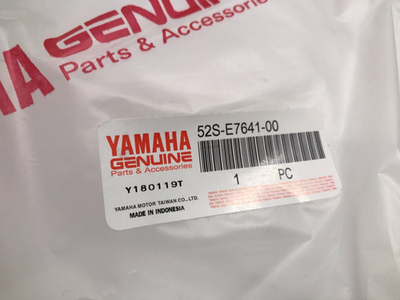 YAMAHA
GENUINE
Parts & Accessories
YAMAHA
GENUINE
Parts & Accessories
52S-E7641-00
1 PC
Y180119T
YAMAHA MOTOR TAIWAN CO., LTD.
MADE IN INDONESIA